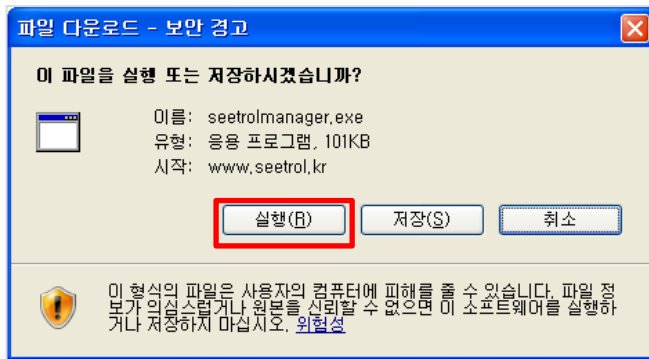 파일 다운로드 - 보안 경고
이 파일을 실행 또는 저장하시겠습니까?
이름: seetrolmanager.exe
유형: 응용 프로그램, 101KB
시작: www.seetrol.kr
실행(R)
저장(S)
취소
이 형식의 파일은 사용자의 컴퓨터에 피해를 줄 수 있습니다. 파일 정
보가 의심스럽거나 원본을 신뢰할 수 없으면 이 소프트웨어를 실행하
거나 저장하지 마십시오. 위험성